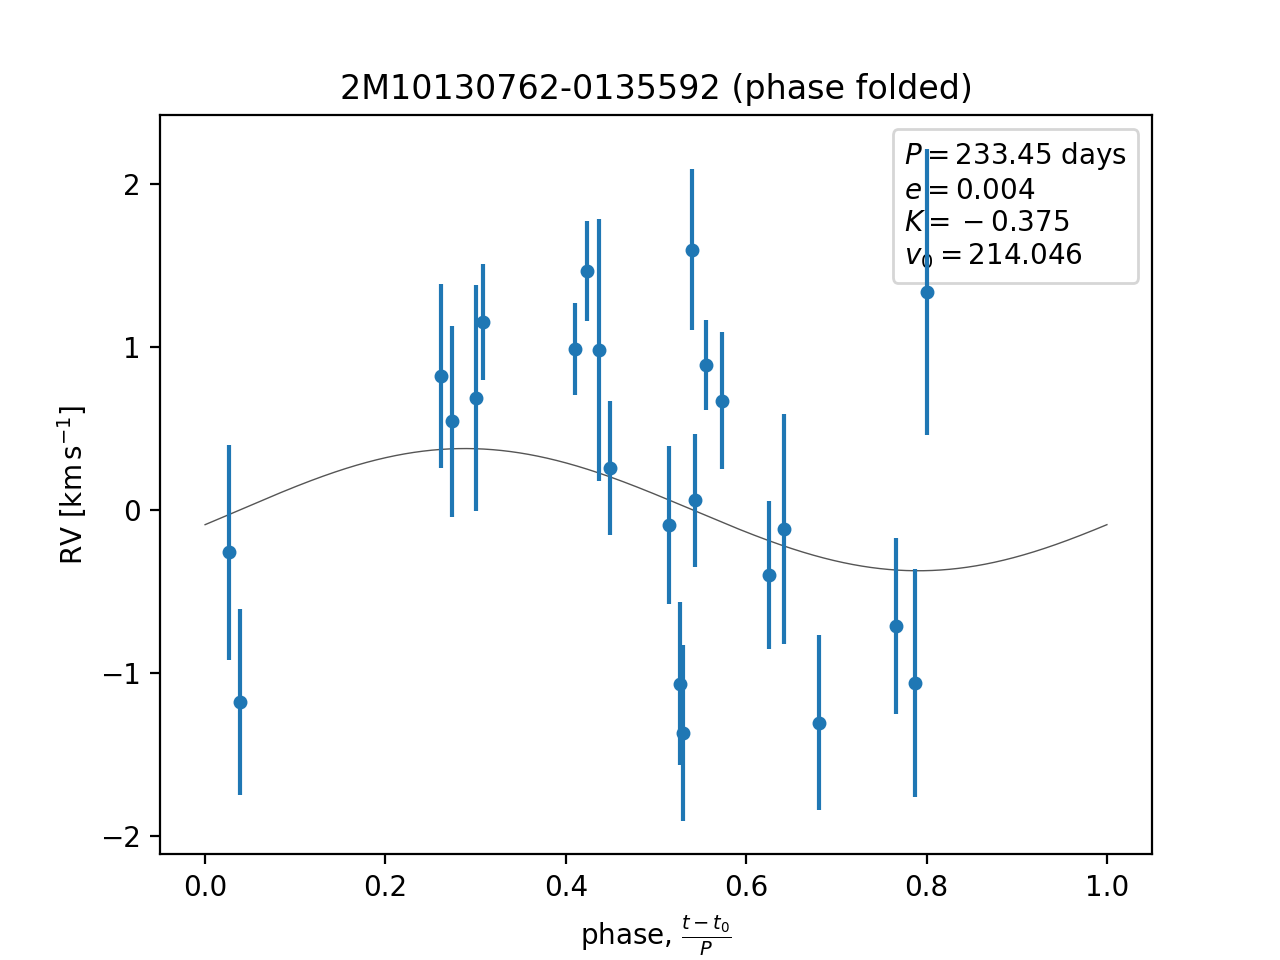 2M10130762-0135592 (phase folded)
P = 233.45 days
e = 0.004
K = −0.375
v₀ = 214.046
RV [km s⁻¹]
2
1
0
−1
−2
0.0 0.2 0.4 0.6 0.8 1.0
phase, (t − t₀)/P